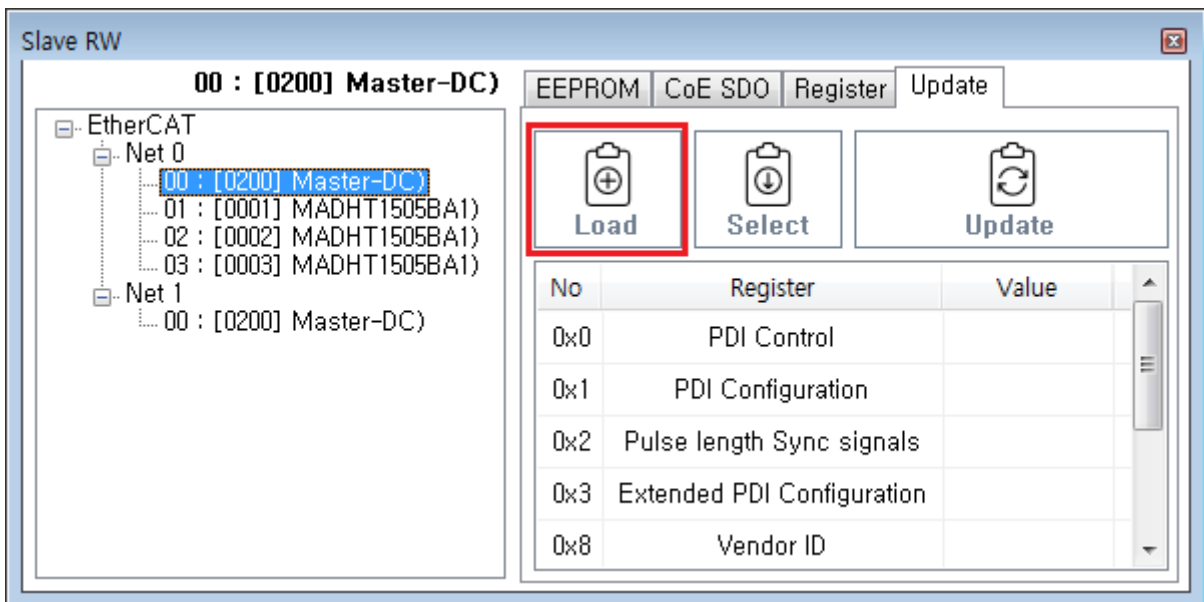 Slave RW
00 : [0200] Master-DC)
EtherCAT
Net 0
00 : [0200] Master-DC)
01 : [0001] MADHT1505BA1)
02 : [0002] MADHT1505BA1)
03 : [0003] MADHT1505BA1)
Net 1
00 : [0200] Master-DC)
EEPROM CoE SDO Register Update
Load Select Update
No Register Value
0x0 PDI Control
0x1 PDI Configuration
0x2 Pulse length Sync signals
0x3 Extended PDI Configuration
0x8 Vendor ID